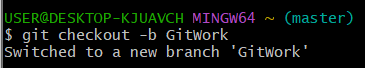 USER@DESKTOP-KJUAVCH MINGW64 ~ (master)
$ git checkout -b GitWork
Switched to a new branch 'GitWork'